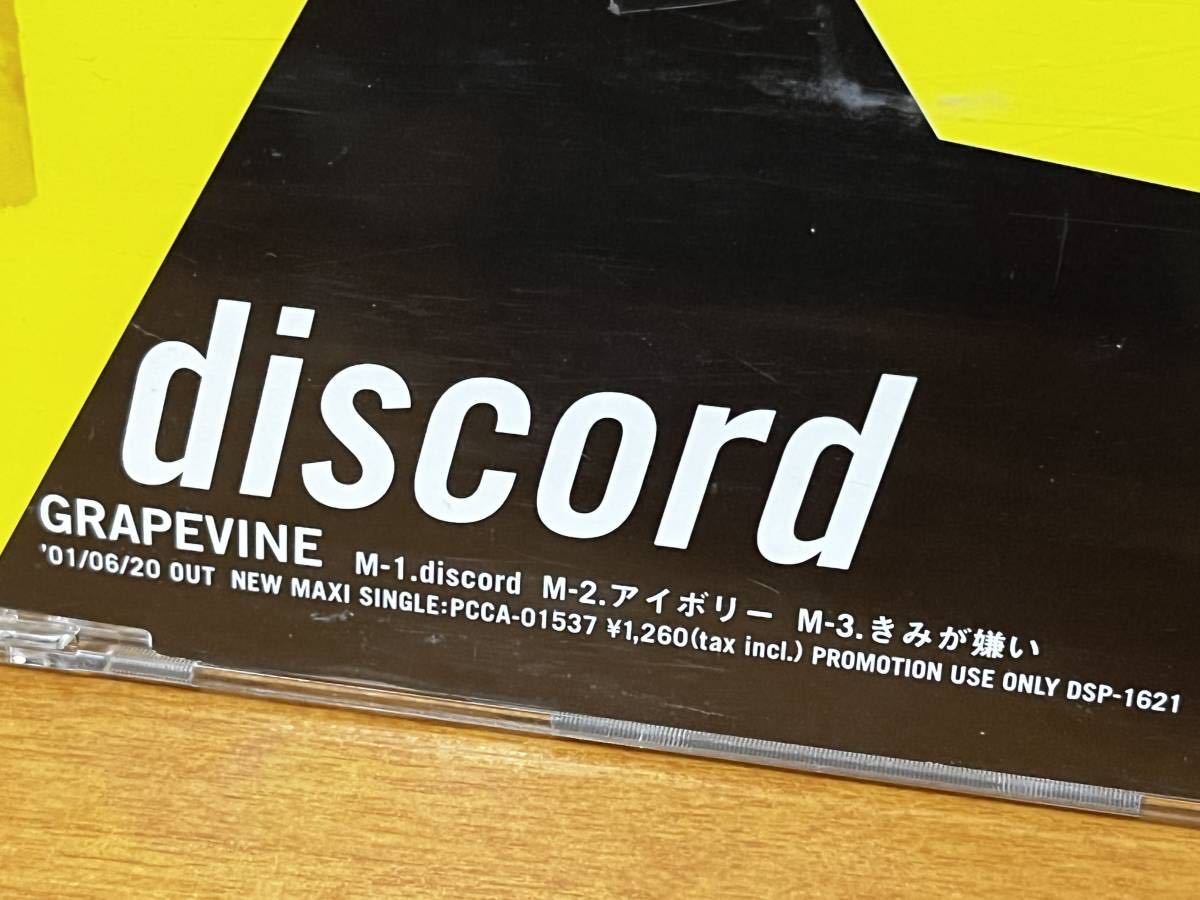 discord
GRAPEVINE M-1.discord M-2.アイボリー M-3.きみが嫌い
'01/06/20 OUT NEW MAXI SINGLE:PCCA-01537 ¥1,260(tax incl.) PROMOTION USE ONLY DSP-1621